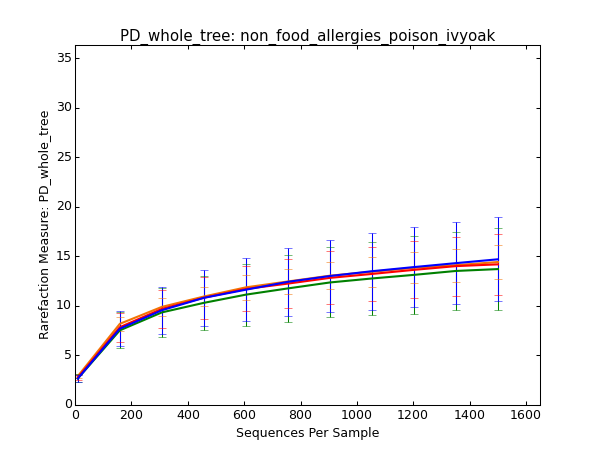 PD_whole_tree: non_food_allergies_poison_ivyoak
35
30
25
20
15
10
5
0
Rarefaction Measure: PD_whole_tree
0 200 400 600 800 1000 1200 1400 1600
Sequences Per Sample